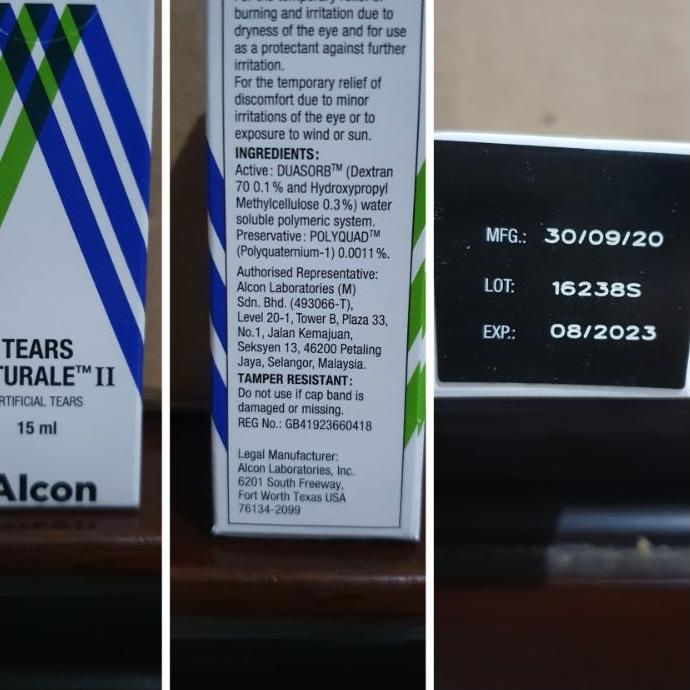 TEARS
TURALE™ II
RTIFICIAL TEARS
15 ml
Alcon
burning and irritation due to
dryness of the eye and for use
as a protectant against further
irritation.
For the temporary relief of
discomfort due to minor
irritations of the eye or to
exposure to wind or sun.
INGREDIENTS:
Active: DUASORB™ (Dextran
70 0.1% and Hydroxypropyl
Methylcellulose 0.3%) water
soluble polymeric system.
Preservative: POLYQUAD™
(Polyquaternium-1) 0.0011%.
Authorised Representative:
Alcon Laboratories (M)
Sdn. Bhd. (493066-T),
Level 20-1, Tower B, Plaza 33,
No.1, Jalan Kemajuan,
Seksyen 13, 46200 Petaling
Jaya, Selangor, Malaysia.
TAMPER RESISTANT:
Do not use if cap band is
damaged or missing.
REG No.: GB41923660418
Legal Manufacturer:
Alcon Laboratories, Inc.
6201 South Freeway,
Fort Worth Texas USA
76134-2099
MFG.: 30/09/20
LOT: 16238S
EXP.: 08/2023